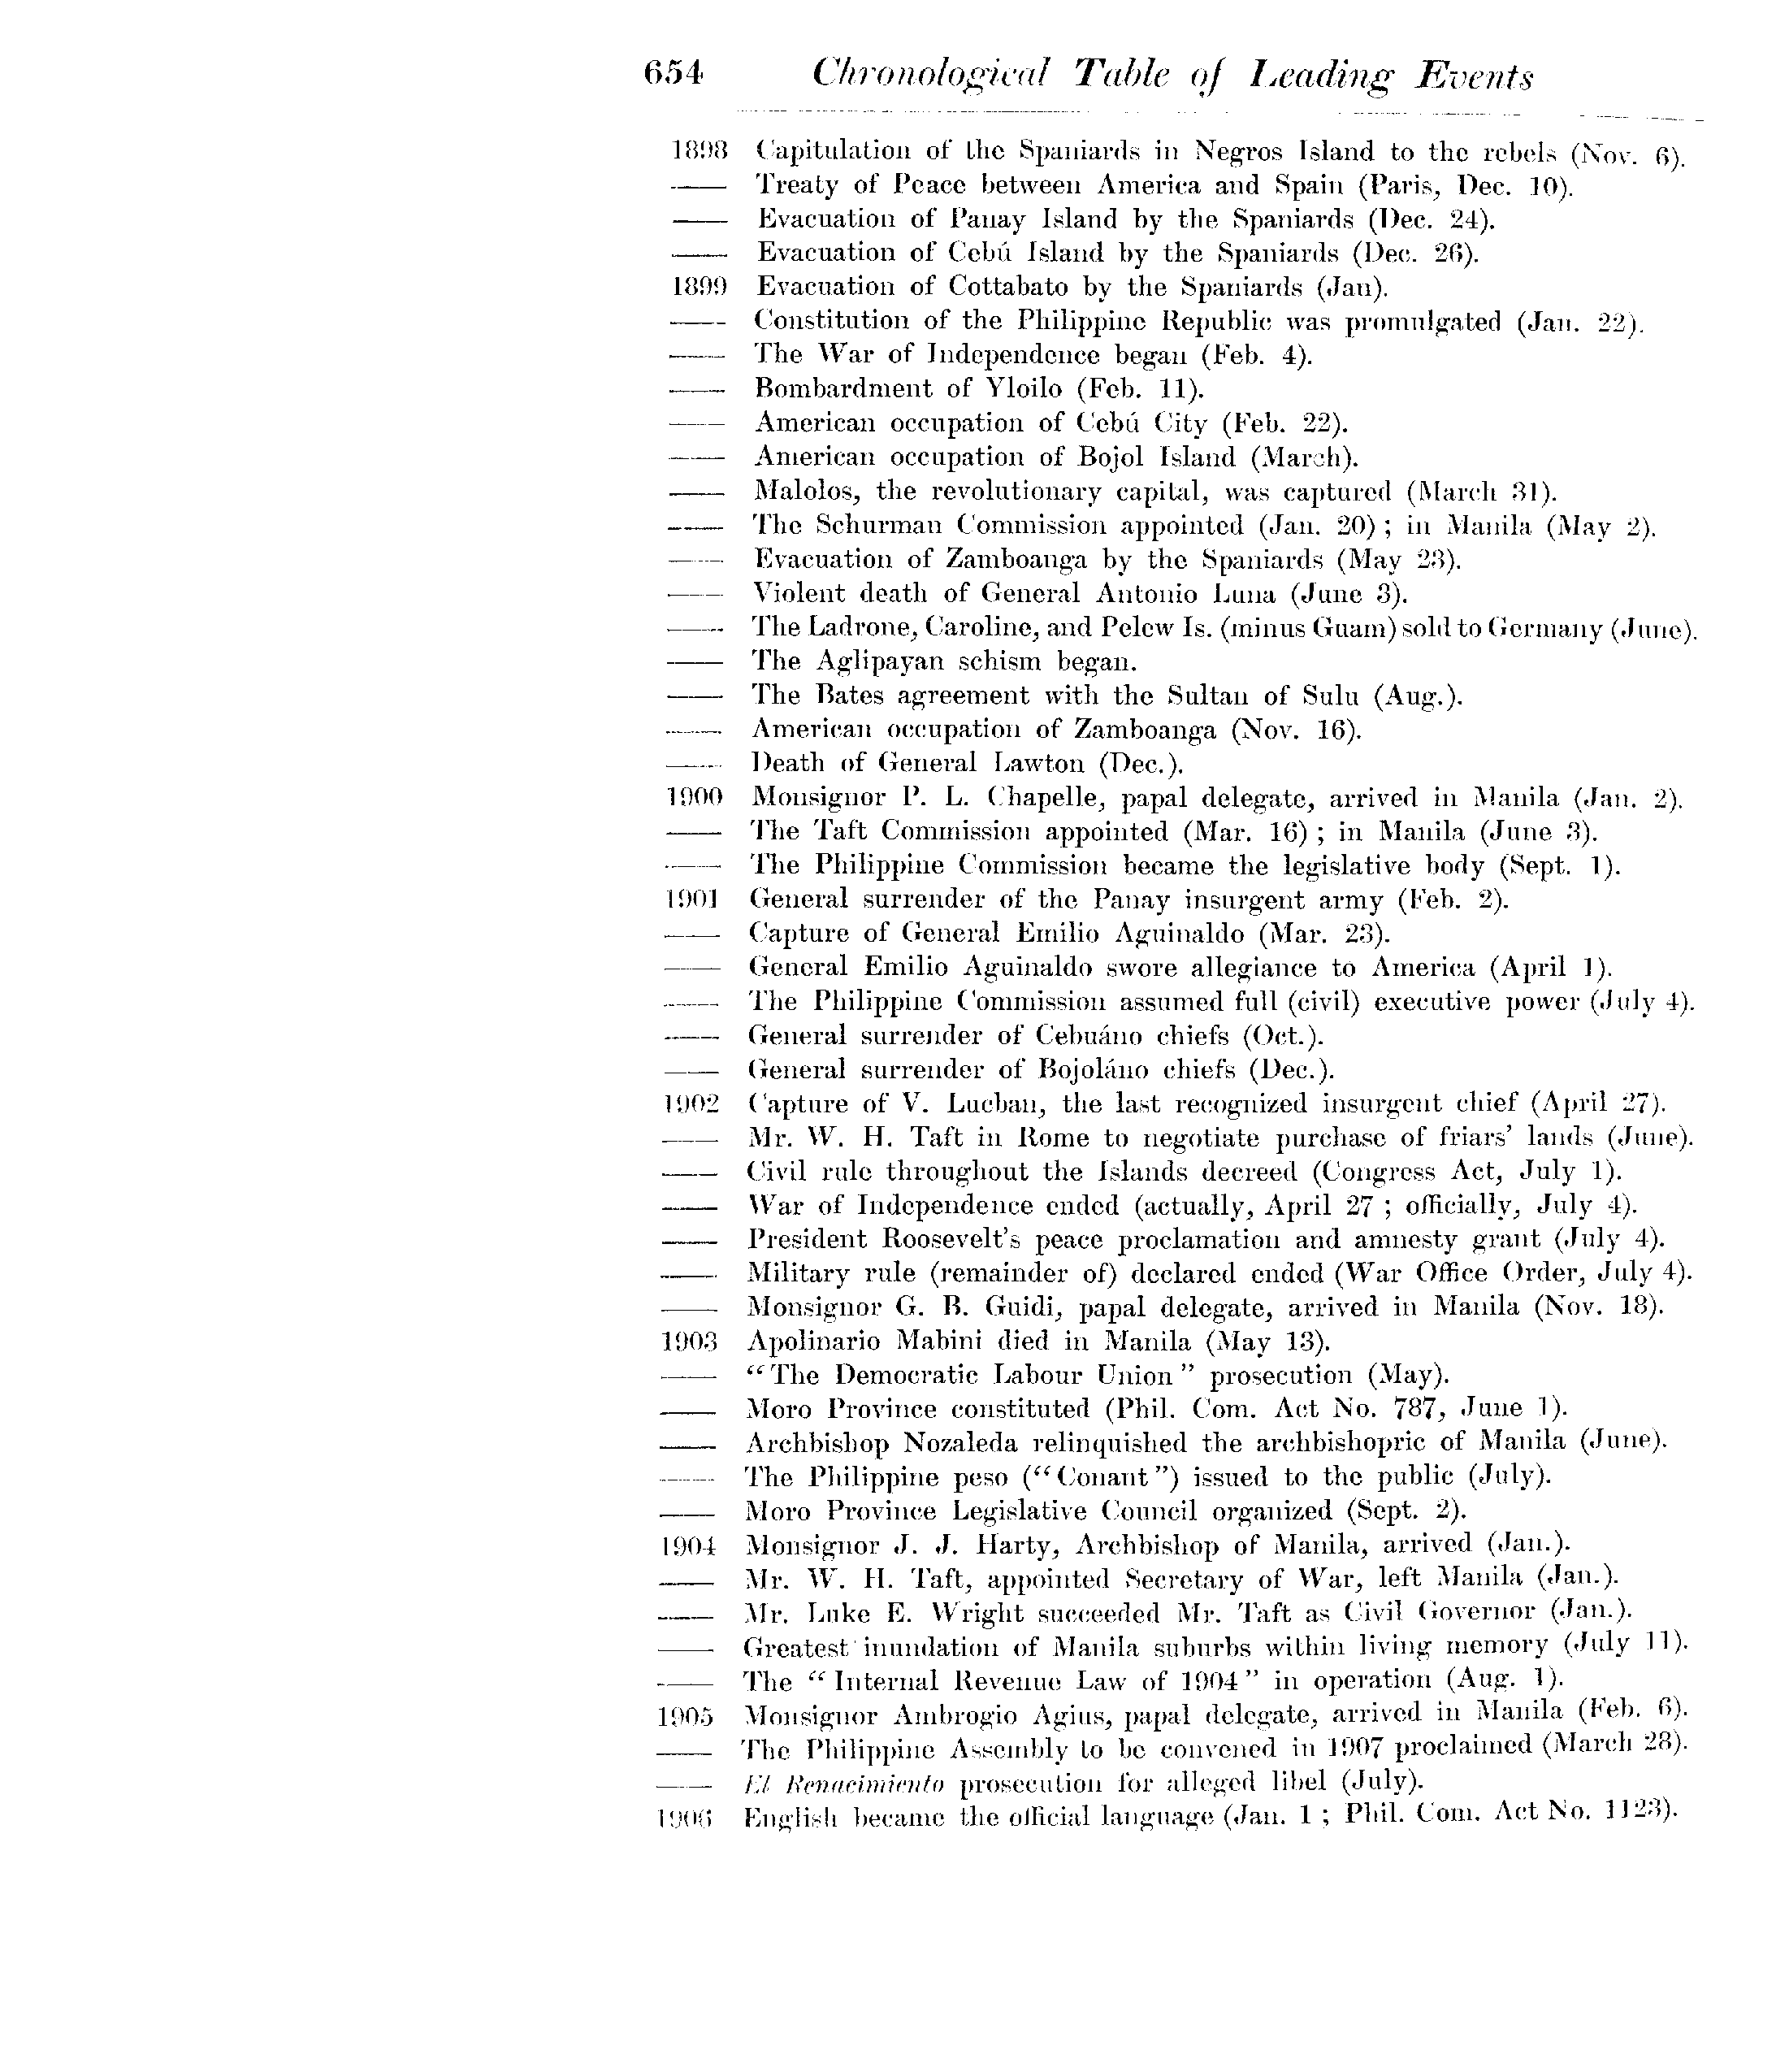 654 Chronological Table of Leading Events
1898 Capitulation of the Spaniards in Negros Island to the rebels (Nov. 6).
—— Treaty of Peace between America and Spain (Paris, Dec. 10).
—— Evacuation of Panay Island by the Spaniards (Dec. 24).
—— Evacuation of Cebú Island by the Spaniards (Dec. 26).
1899 Evacuation of Cottabato by the Spaniards (Jan).
—— Constitution of the Philippine Republic was promulgated (Jan. 22).
—— The War of Independence began (Feb. 4).
—— Bombardment of Yloilo (Feb. 11).
—— American occupation of Cebú City (Feb. 22).
—— American occupation of Bojol Island (March).
—— Malolos, the revolutionary capital, was captured (March 31).
—— The Schurman Commission appointed (Jan. 20) ; in Manila (May 2).
—— Evacuation of Zamboanga by the Spaniards (May 23).
—— Violent death of General Antonio Luna (June 3).
—— The Ladrone, Caroline, and Pelew Is. (minus Guam) sold to Germany (June).
—— The Aglipayan schism began.
—— The Bates agreement with the Sultan of Sulu (Aug.).
—— American occupation of Zamboanga (Nov. 16).
—— Death of General Lawton (Dec.).
1900 Monsignor P. L. Chapelle, papal delegate, arrived in Manila (Jan. 2).
—— The Taft Commission appointed (Mar. 16) ; in Manila (June 3).
—— The Philippine Commission became the legislative body (Sept. 1).
1901 General surrender of the Panay insurgent army (Feb. 2).
—— Capture of General Emilio Aguinaldo (Mar. 23).
—— General Emilio Aguinaldo swore allegiance to America (April 1).
—— The Philippine Commission assumed full (civil) executive power (July 4).
—— General surrender of Cebuáno chiefs (Oct.).
—— General surrender of Bojoláno chiefs (Dec.).
1902 Capture of V. Lucban, the last recognized insurgent chief (April 27).
—— Mr. W. H. Taft in Rome to negotiate purchase of friars' lands (June).
—— Civil rule throughout the Islands decreed (Congress Act, July 1).
—— War of Independence ended (actually, April 27 ; officially, July 4).
—— President Roosevelt's peace proclamation and amnesty grant (July 4).
—— Military rule (remainder of) declared ended (War Office Order, July 4).
—— Monsignor G. B. Guidi, papal delegate, arrived in Manila (Nov. 18).
1903 Apolinario Mabini died in Manila (May 13).
—— "The Democratic Labour Union" prosecution (May).
—— Moro Province constituted (Phil. Com. Act No. 787, June 1).
—— Archbishop Nozaleda relinquished the archbishopric of Manila (June).
—— The Philippine peso ("Conant") issued to the public (July).
—— Moro Province Legislative Council organized (Sept. 2).
1904 Monsignor J. J. Harty, Archbishop of Manila, arrived (Jan.).
—— Mr. W. H. Taft, appointed Secretary of War, left Manila (Jan.).
—— Mr. Luke E. Wright succeeded Mr. Taft as Civil Governor (Jan.).
—— Greatest inundation of Manila suburbs within living memory (July 11).
—— The "Internal Revenue Law of 1904" in operation (Aug. 1).
1905 Monsignor Ambrogio Agius, papal delegate, arrived in Manila (Feb. 6).
—— The Philippine Assembly to be convened in 1907 proclaimed (March 28).
—— El Renacimiento prosecution for alleged libel (July).
1906 English became the official language (Jan. 1 ; Phil. Com. Act No. 1123).